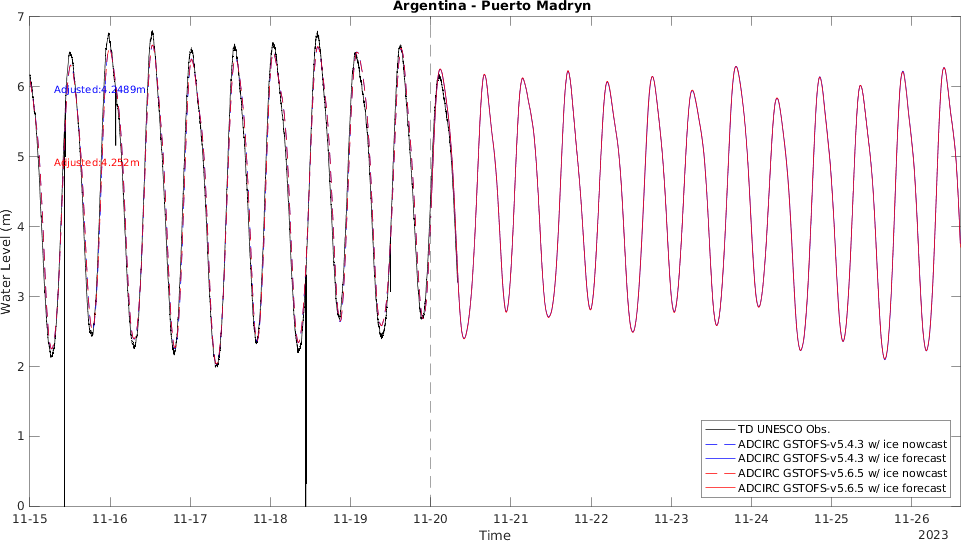 Argentina - Puerto Madryn
7
6
5
4
3
2
1
0
Water Level (m)
Adjusted:4.2489m
Adjusted:4.252m
TD UNESCO Obs.
ADCIRC GSTOFS-v5.4.3 w/ ice nowcast
ADCIRC GSTOFS-v5.4.3 w/ ice forecast
ADCIRC GSTOFS-v5.6.5 w/ ice nowcast
ADCIRC GSTOFS-v5.6.5 w/ ice forecast
11-15 11-16 11-17 11-18 11-19 11-20 11-21 11-22 11-23 11-24 11-25 11-26
Time
2023